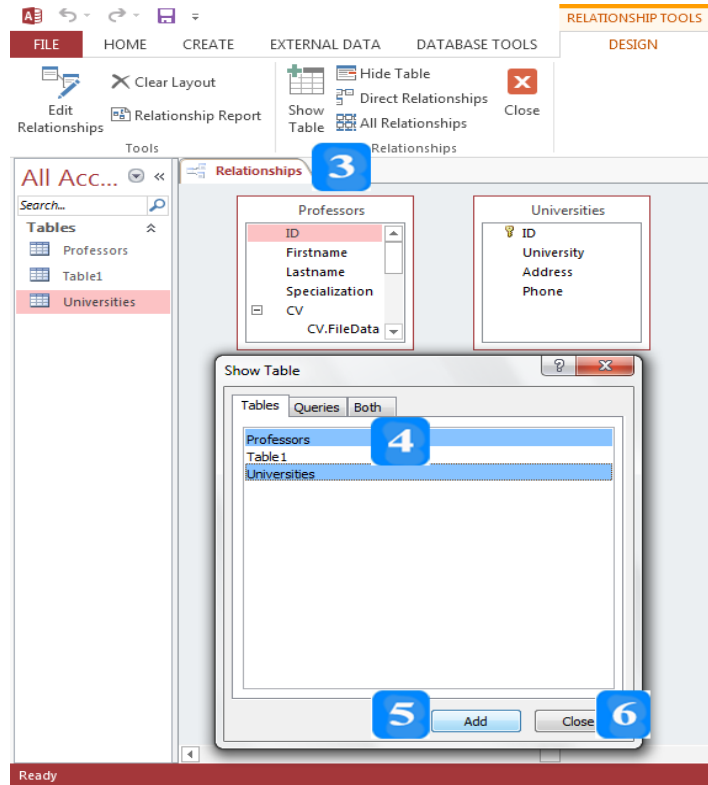 RELATIONSHIP TOOLS
FILE HOME CREATE EXTERNAL DATA DATABASE TOOLS DESIGN
Edit Relationships
Clear Layout
Relationship Report
Tools
Show Table
Hide Table
Direct Relationships
All Relationships
Close
Relationships
All Acc...
Search...
Tables
Professors
Table1
Universities
Relationships 3
Professors
ID
Firstname
Lastname
Specialization
CV
CV.FileData
Universities
ID
University
Address
Phone
Show Table
Tables Queries Both
4
Professors
Table1
Universities
5 Add Close 6
Ready